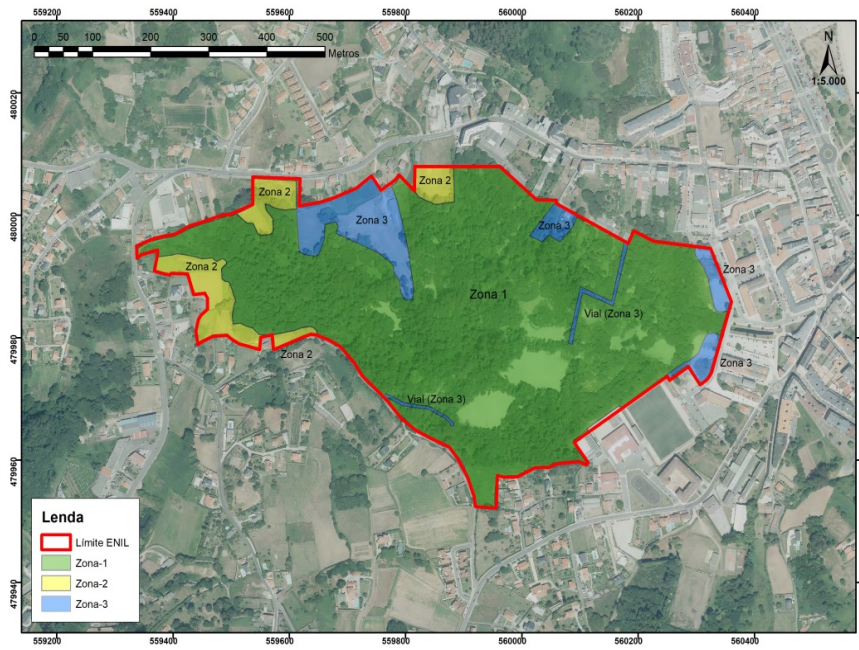 559200 559400 559600 559800 560000 560200 560400
0 50 100 200 300 400 500
Metros
N
1:5.000
480020
480000
479980
479960
479940
Zona 2
Zona 2
Zona 3
Zona 3
Zona 2
Zona 3
Zona 1
Vial (Zona 3)
Zona 2
Zona 3
Vial (Zona 3)
Lenda
Límite ENIL
Zona-1
Zona-2
Zona-3
559200 559400 559600 559800 560000 560200 560400